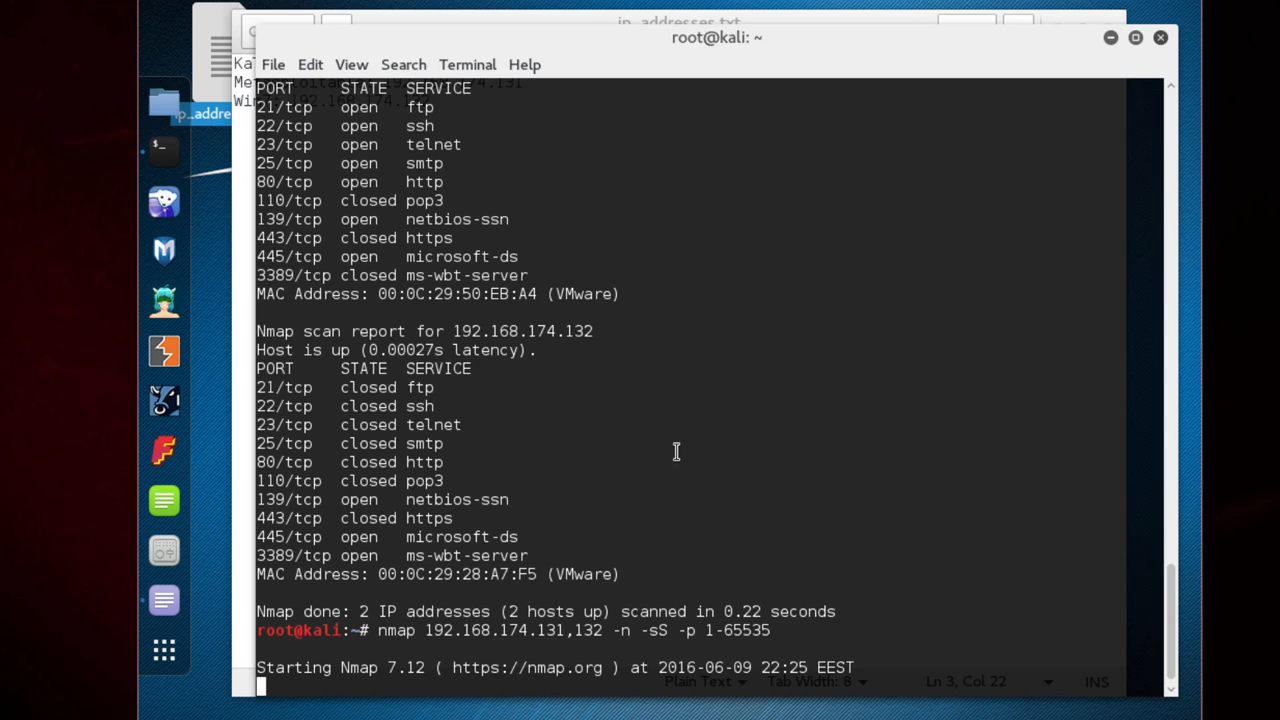 ip_addresses.txt
root@kali: ~
File Edit View Search Terminal Help
ip_addre
PORT STATE SERVICE
21/tcp open ftp
22/tcp open ssh
23/tcp open telnet
25/tcp open smtp
80/tcp open http
110/tcp closed pop3
139/tcp open netbios-ssn
443/tcp closed https
445/tcp open microsoft-ds
3389/tcp closed ms-wbt-server
MAC Address: 00:0C:29:50:EB:A4 (VMware)
Nmap scan report for 192.168.174.132
Host is up (0.00027s latency).
PORT STATE SERVICE
21/tcp closed ftp
22/tcp closed ssh
23/tcp closed telnet
25/tcp closed smtp
80/tcp closed http
110/tcp closed pop3
139/tcp open netbios-ssn
443/tcp closed https
445/tcp open microsoft-ds
3389/tcp open ms-wbt-server
MAC Address: 00:0C:29:28:A7:F5 (VMware)
Nmap done: 2 IP addresses (2 hosts up) scanned in 0.22 seconds
root@kali:~# nmap 192.168.174.131,132 -n -sS -p 1-65535
Starting Nmap 7.12 ( https://nmap.org ) at 2016-06-09 22:25 EEST
Plain Text Tab Width: 8 Ln 3, Col 22 INS